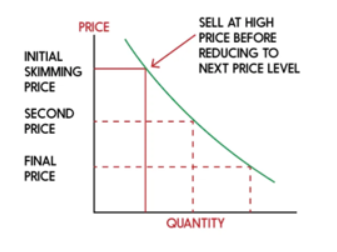 PRICE
SELL AT HIGH
PRICE BEFORE
REDUCING TO
NEXT PRICE LEVEL
INITIAL
SKIMMING
PRICE
SECOND
PRICE
FINAL
PRICE
QUANTITY